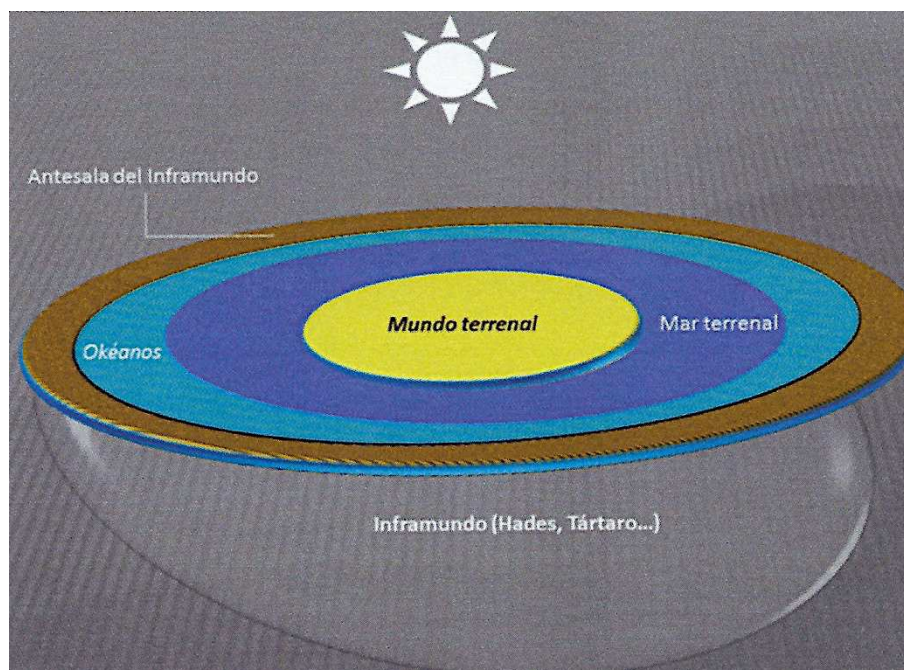 Antesala del Inframundo
Mundo terrenal
Mar terrenal
Okéanos
Inframundo (Hades, Tártaro...)